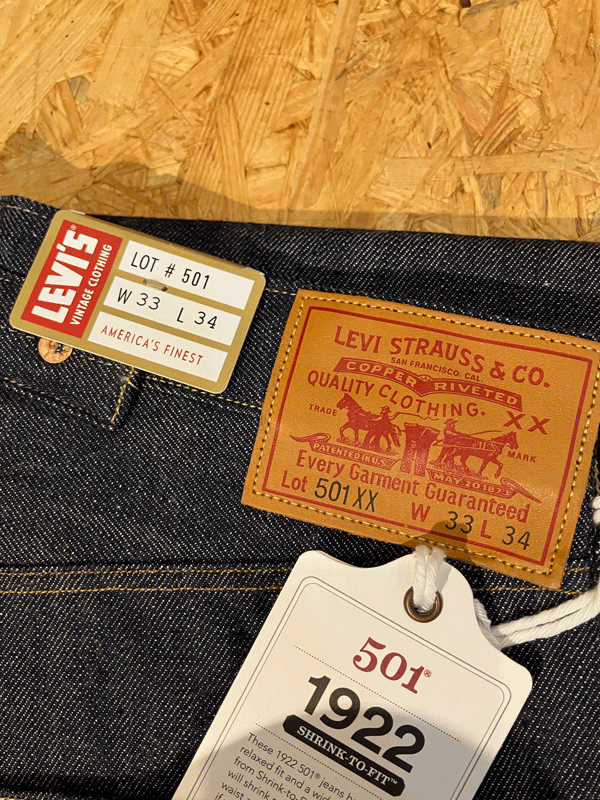 LEVI'S®
VINTAGE CLOTHING
LOT # 501
W 33 L 34
AMERICA'S FINEST
LEVI STRAUSS & CO.
SAN FRANCISCO. CAL.
COPPER RIVETED
QUALITY CLOTHING. XX
TRADE MARK
PATENTED IN U.S. MAY 20 1873
Every Garment Guaranteed
Lot 501XX W 33 L 34
501®
1922
SHRINK-TO-FIT™
These 1922 501® jeans
relaxed fit and a
from Shrink-to-
will shrink
waist
if